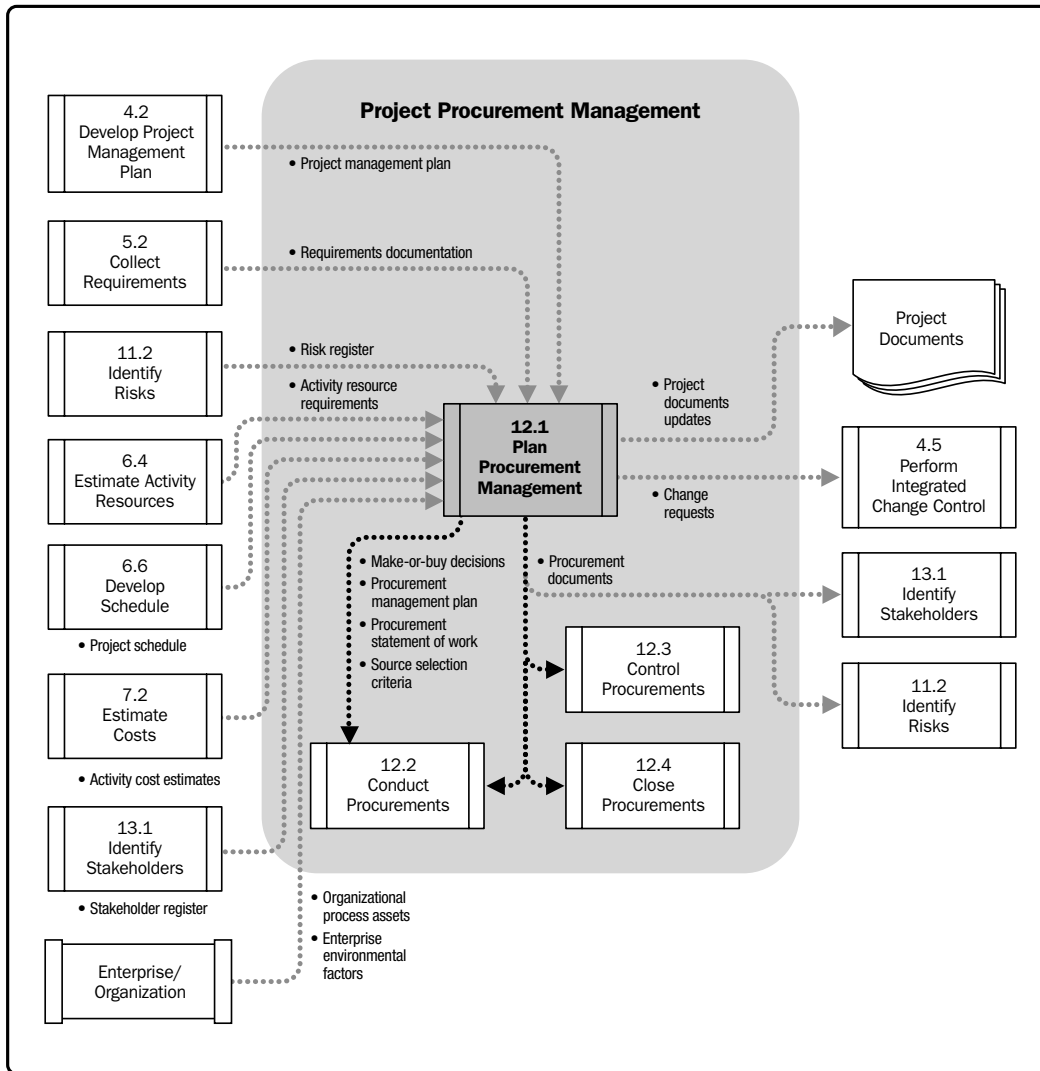 Project Procurement Management
4.2
Develop Project
Management
Plan
• Project management plan
5.2
Collect
Requirements
• Requirements documentation
11.2
Identify
Risks
• Risk register
• Activity resource
requirements
6.4
Estimate Activity
Resources
6.6
Develop
Schedule
• Project schedule
7.2
Estimate
Costs
• Activity cost estimates
13.1
Identify
Stakeholders
• Stakeholder register
Enterprise/
Organization
• Organizational
process assets
• Enterprise
environmental
factors
12.1
Plan
Procurement
Management
• Make-or-buy decisions
• Procurement
management plan
• Procurement
statement of work
• Source selection
criteria
• Procurement
documents
12.2
Conduct
Procurements
12.3
Control
Procurements
12.4
Close
Procurements
• Project
documents
updates
• Change
requests
Project
Documents
4.5
Perform
Integrated
Change Control
13.1
Identify
Stakeholders
11.2
Identify
Risks